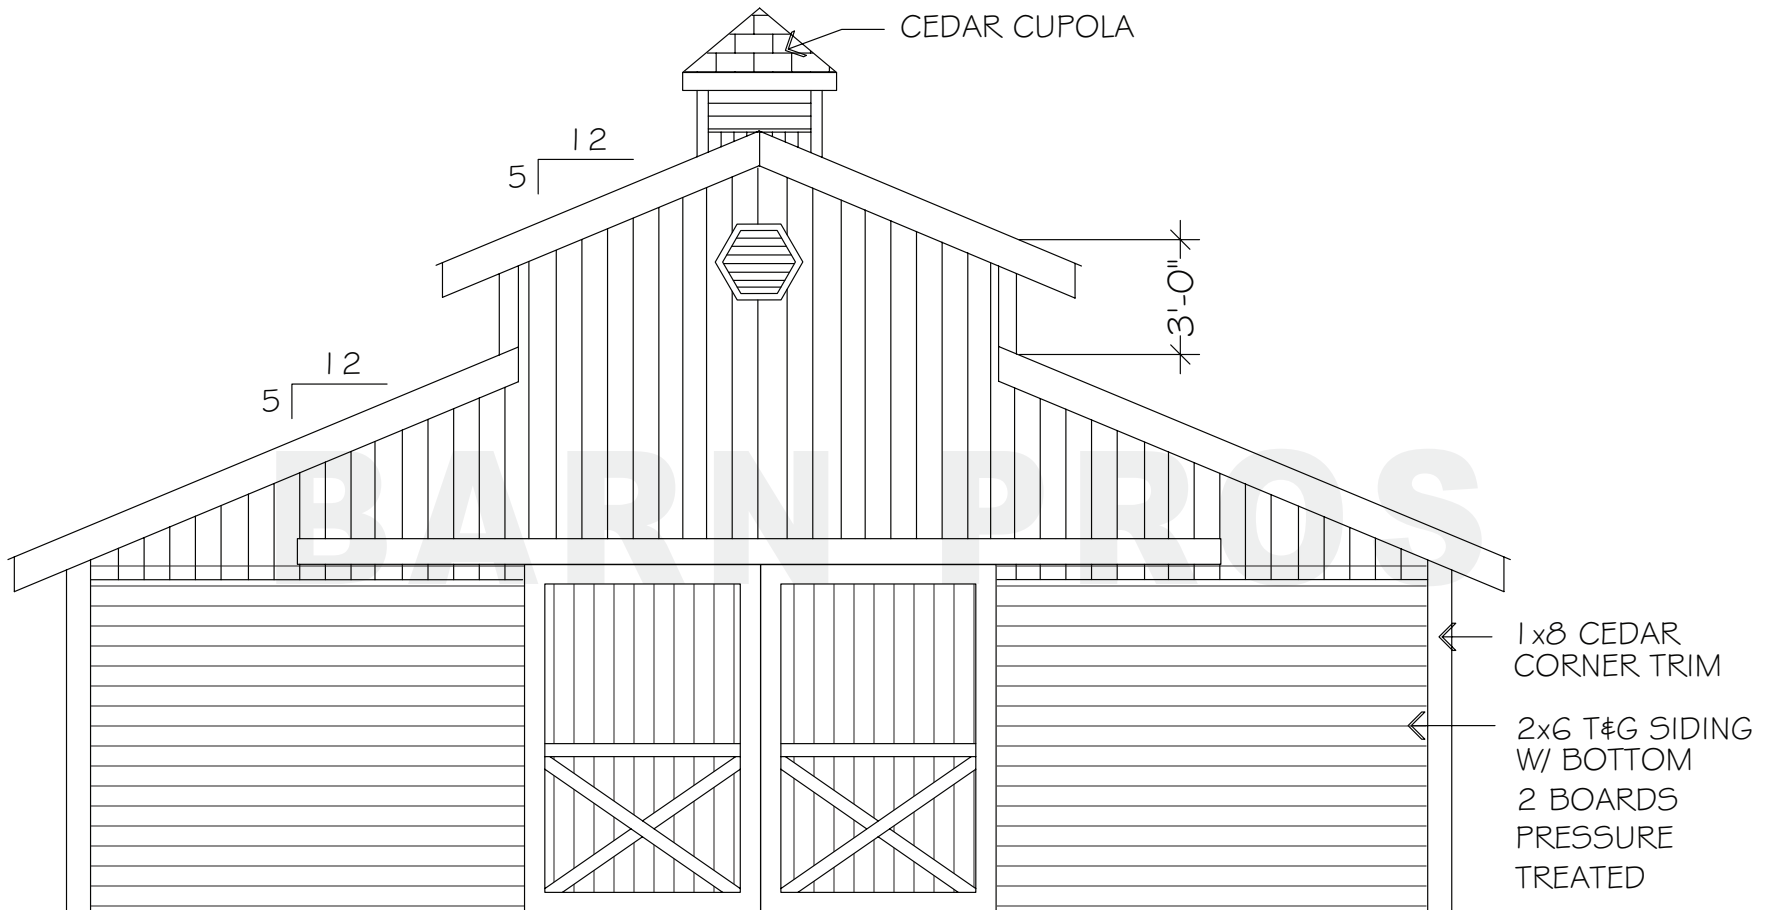 CEDAR CUPOLA
12
5
3'-0"
12
5
BARN PROS
1x8 CEDAR
CORNER TRIM
2x6 T&G SIDING
W/ BOTTOM
2 BOARDS
PRESSURE
TREATED